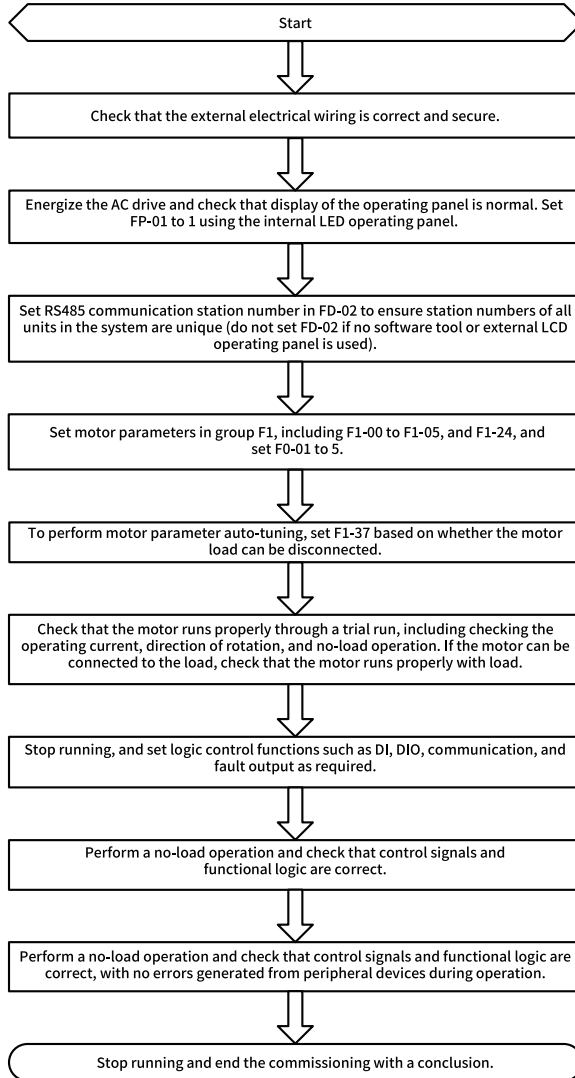 Start
Check that the external electrical wiring is correct and secure.
Energize the AC drive and check that display of the operating panel is normal. Set
FP-01 to 1 using the internal LED operating panel.
Set RS485 communication station number in FD-02 to ensure station numbers of all
units in the system are unique (do not set FD-02 if no software tool or external LCD
operating panel is used).
Set motor parameters in group F1, including F1-00 to F1-05, and F1-24, and
set F0-01 to 5.
To perform motor parameter auto-tuning, set F1-37 based on whether the motor
load can be disconnected.
Check that the motor runs properly through a trial run, including checking the
operating current, direction of rotation, and no-load operation. If the motor can be
connected to the load, check that the motor runs properly with load.
Stop running, and set logic control functions such as DI, DIO, communication, and
fault output as required.
Perform a no-load operation and check that control signals and
functional logic are correct.
Perform a no-load operation and check that control signals and functional logic are
correct, with no errors generated from peripheral devices during operation.
Stop running and end the commissioning with a conclusion.